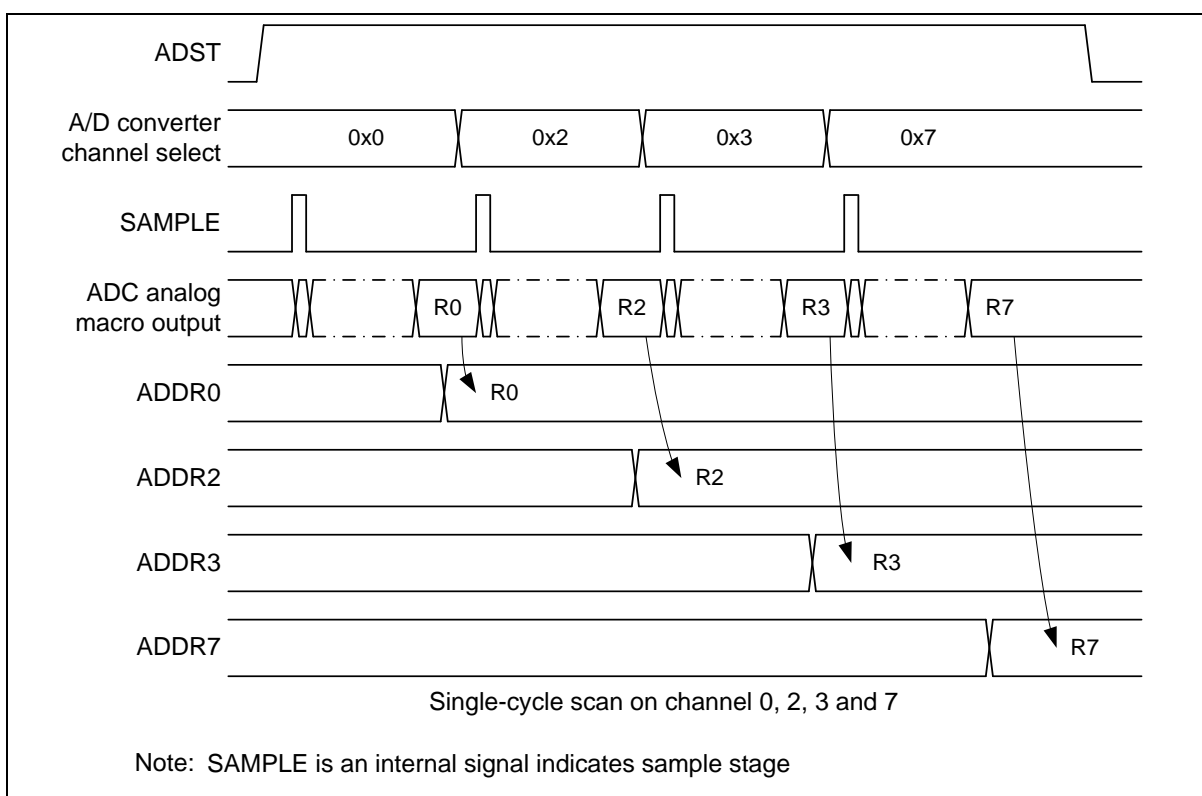 ADST
A/D converter
channel select
0x0
0x2
0x3
0x7
SAMPLE
ADC analog
macro output
R0
R2
R3
R7
ADDR0
R0
ADDR2
R2
ADDR3
R3
ADDR7
R7
Single-cycle scan on channel 0, 2, 3 and 7
Note: SAMPLE is an internal signal indicates sample stage